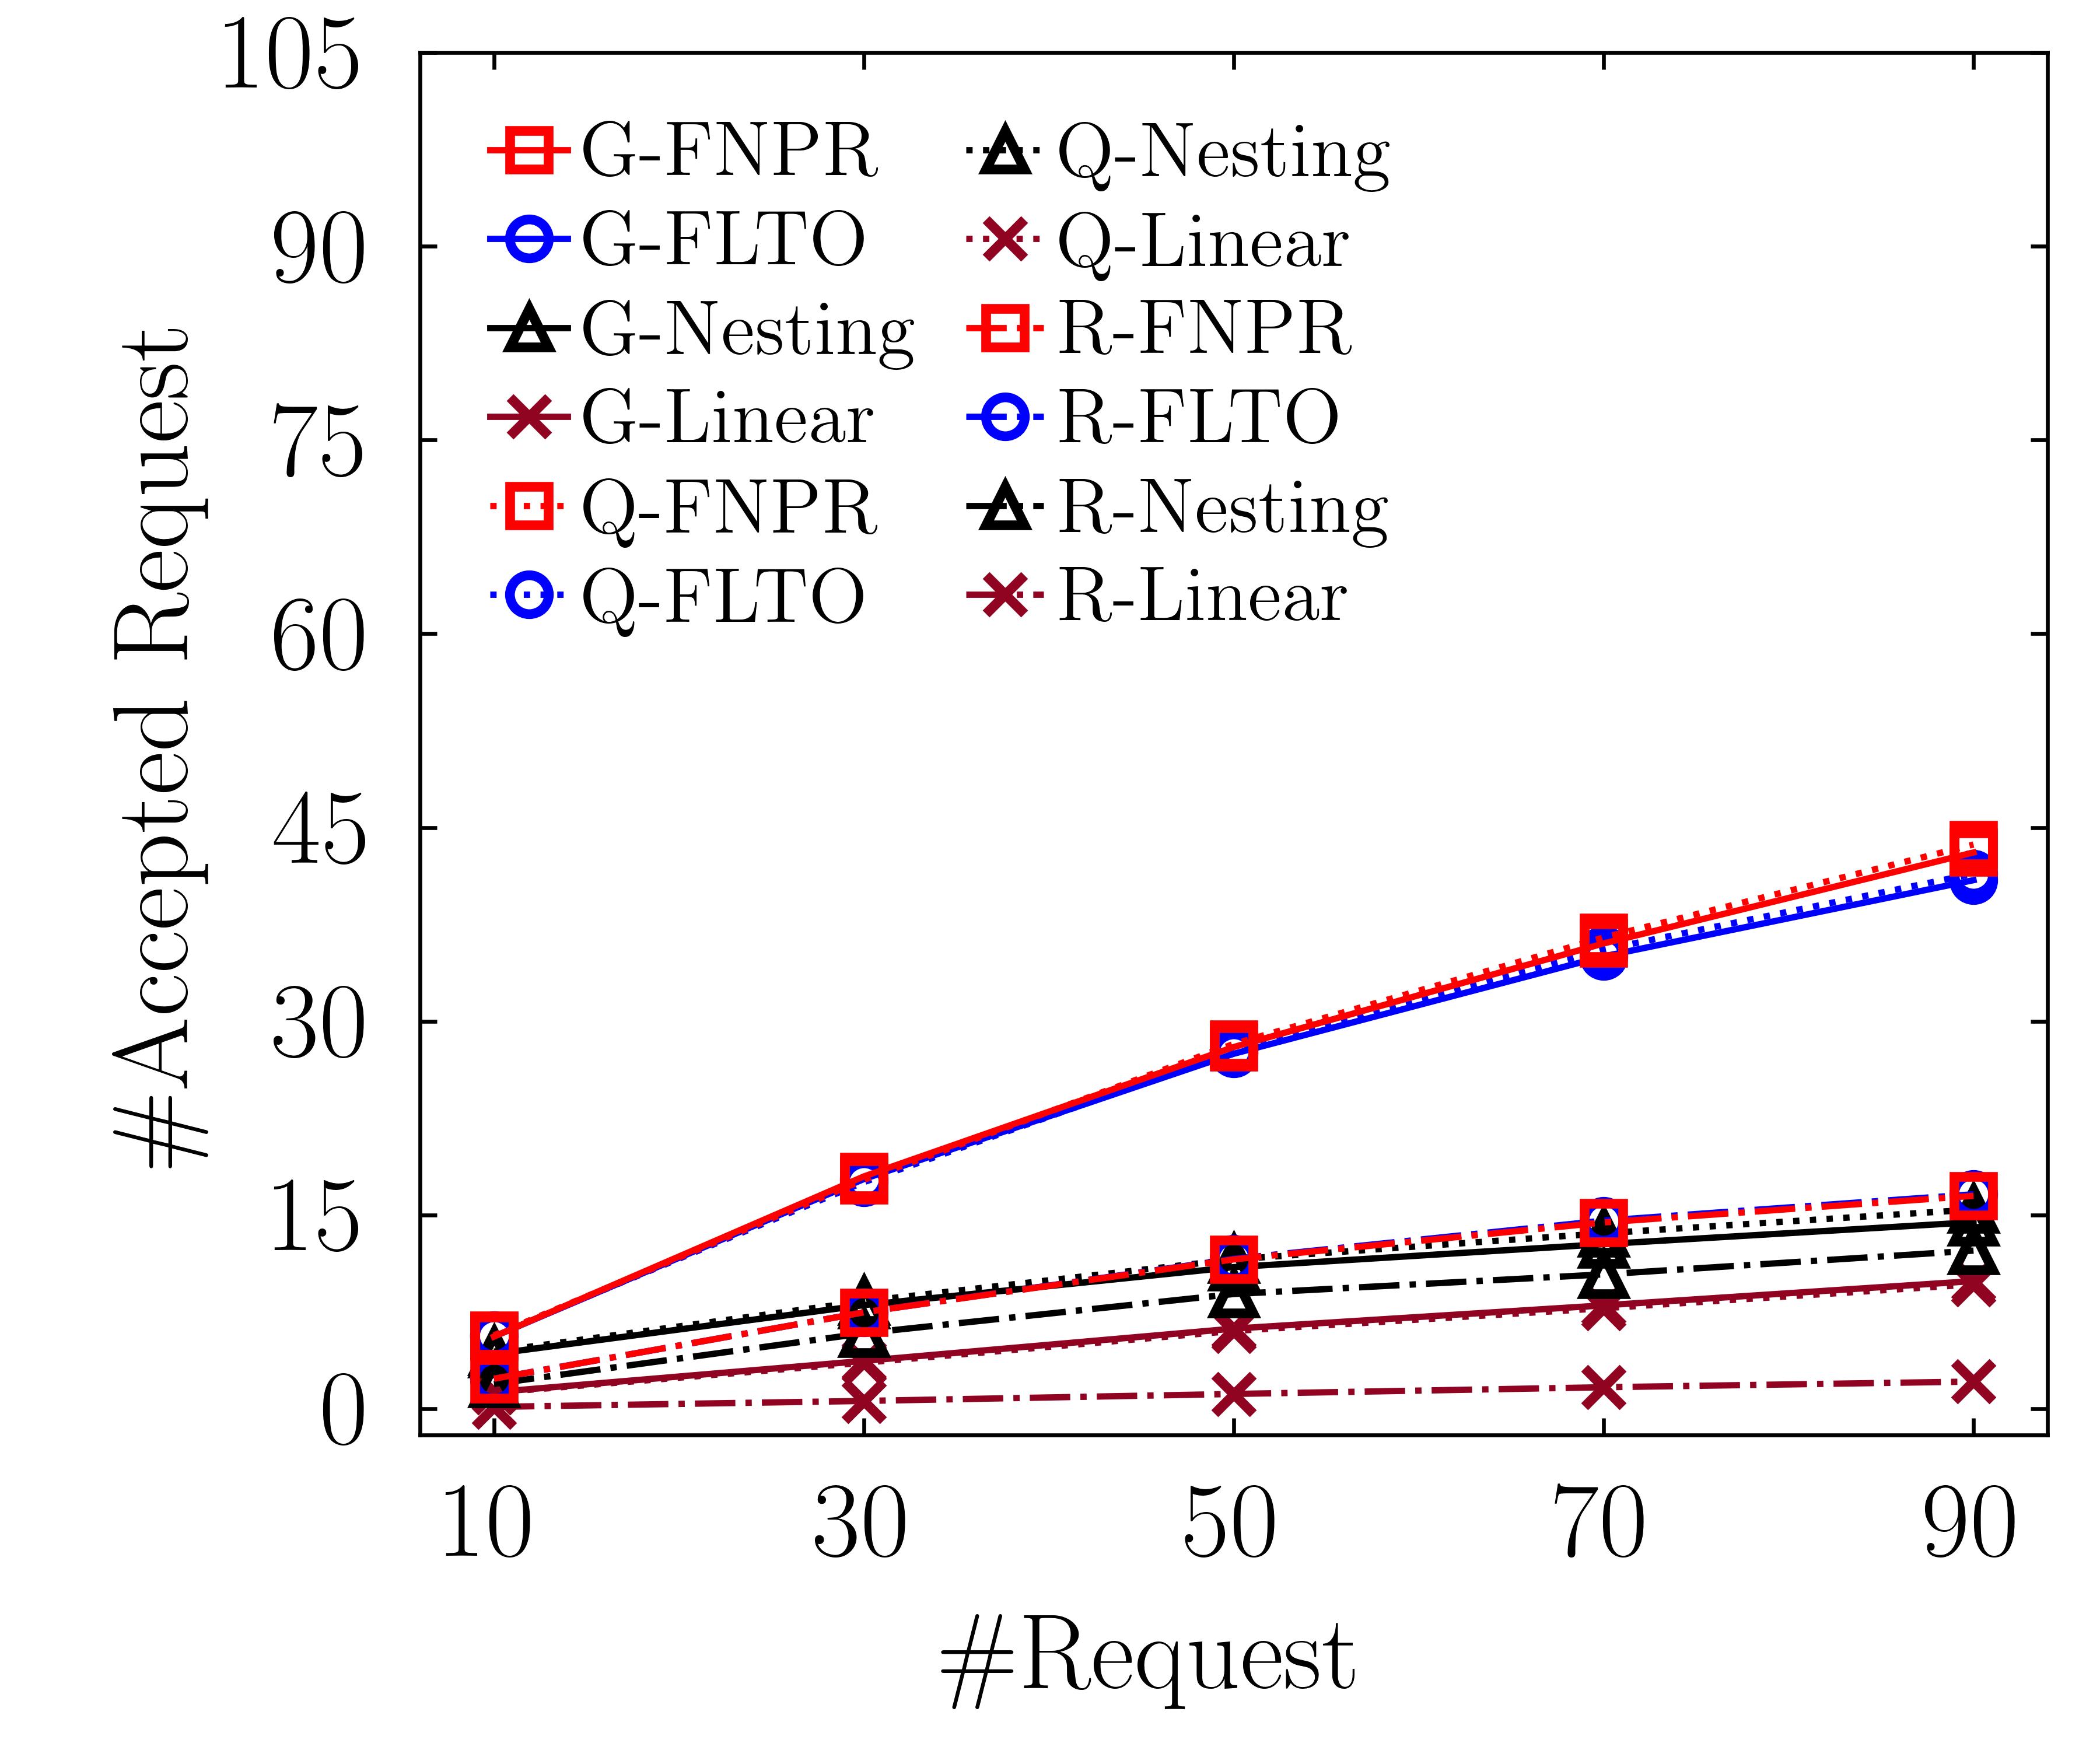 #Accepted Request
105
90
75
60
45
30
15
0
G-FNPR
G-FLTO
G-Nesting
G-Linear
Q-FNPR
Q-FLTO
Q-Nesting
Q-Linear
R-FNPR
R-FLTO
R-Nesting
R-Linear
10 30 50 70 90
#Request